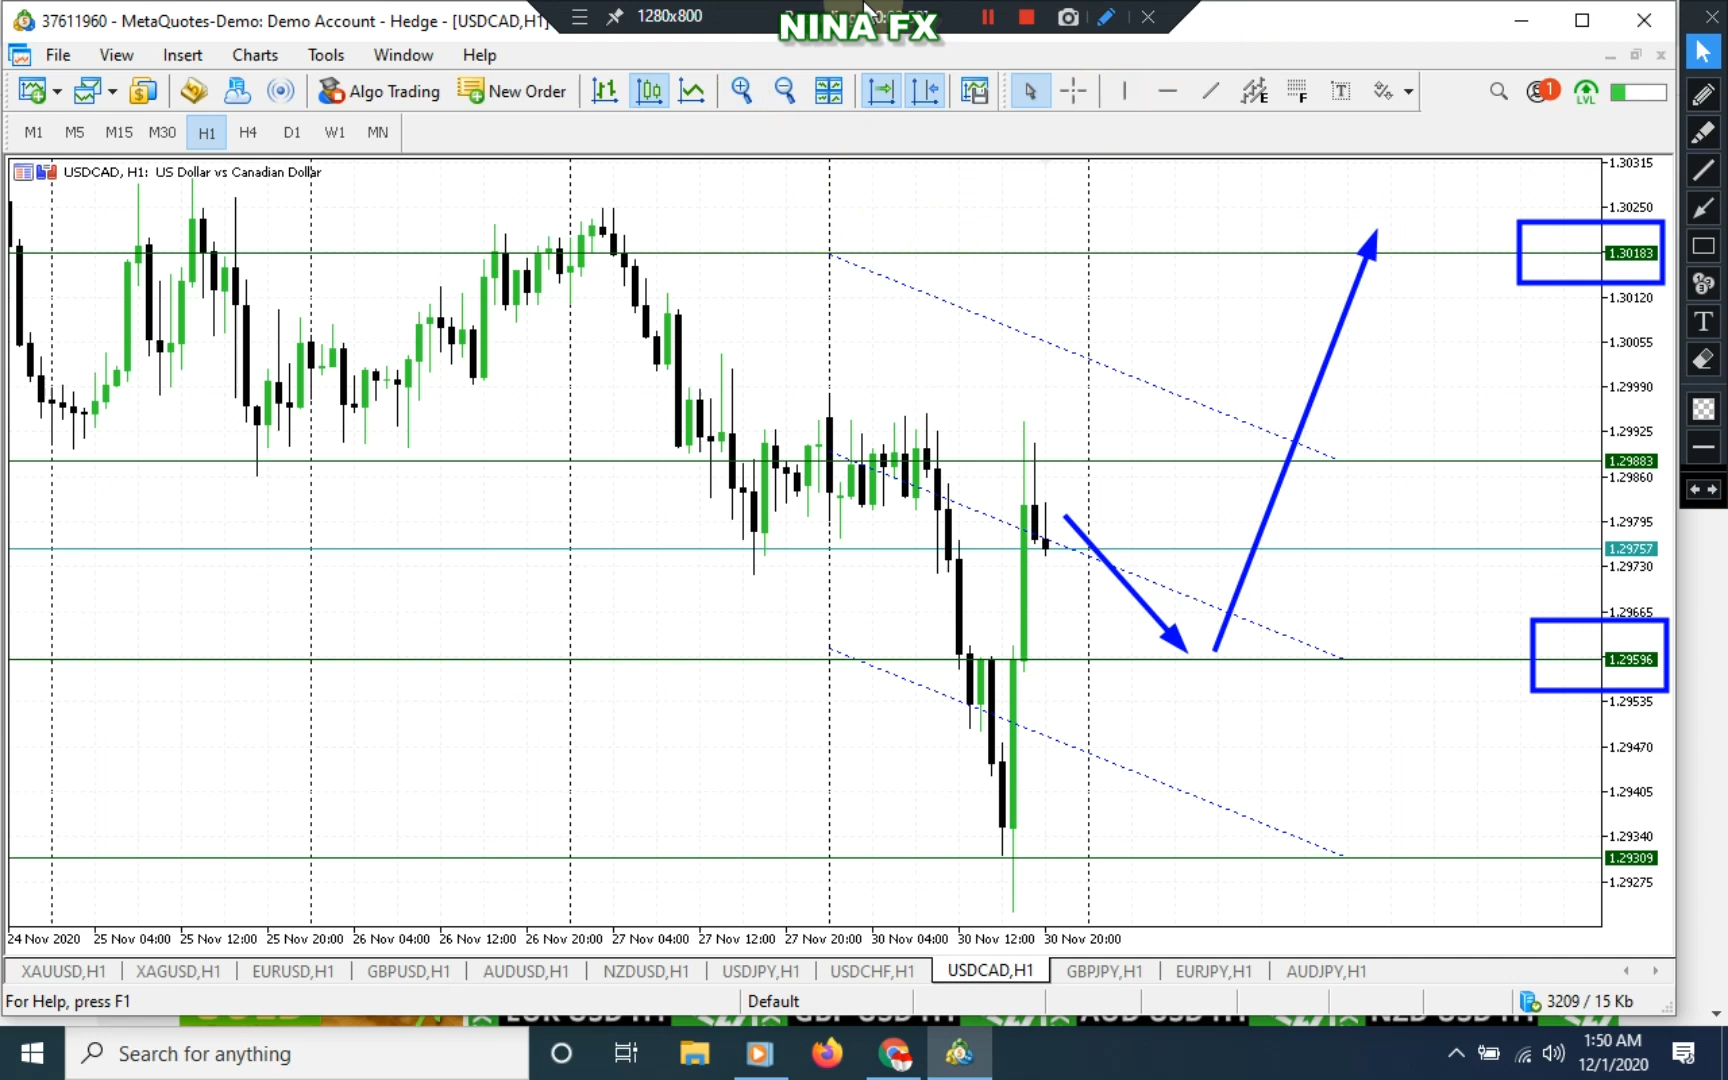 37611960 - MetaQuotes-Demo: Demo Account - Hedge - [USDCAD,H1]
1280x800
NINA FX
File View Insert Charts Tools Window Help
Algo Trading New Order
E F T 1 LVL
M1 M5 M15 M30 H1 H4 D1 W1 MN
USDCAD, H1: US Dollar vs Canadian Dollar
1.30315
1.30250
1.30183
1.30120
1.30055
1.29990
1.29925
1.29883
1.29860
1.29795
1.29757
1.29730
1.29665
1.29596
1.29535
1.29470
1.29405
1.29340
1.29309
1.29275
24 Nov 2020 25 Nov 04:00 25 Nov 12:00 25 Nov 20:00 26 Nov 04:00 26 Nov 12:00 26 Nov 20:00 27 Nov 04:00 27 Nov 12:00 27 Nov 20:00 30 Nov 04:00 30 Nov 12:00 30 Nov 20:00
XAUUSD,H1 XAGUSD,H1 EURUSD,H1 GBPUSD,H1 AUDUSD,H1 NZDUSD,H1 USDJPY,H1 USDCHF,H1 USDCAD,H1 GBPJPY,H1 EURJPY,H1 AUDJPY,H1
For Help, press F1 Default 3209 / 15 Kb
Search for anything
1:50 AM
12/1/2020